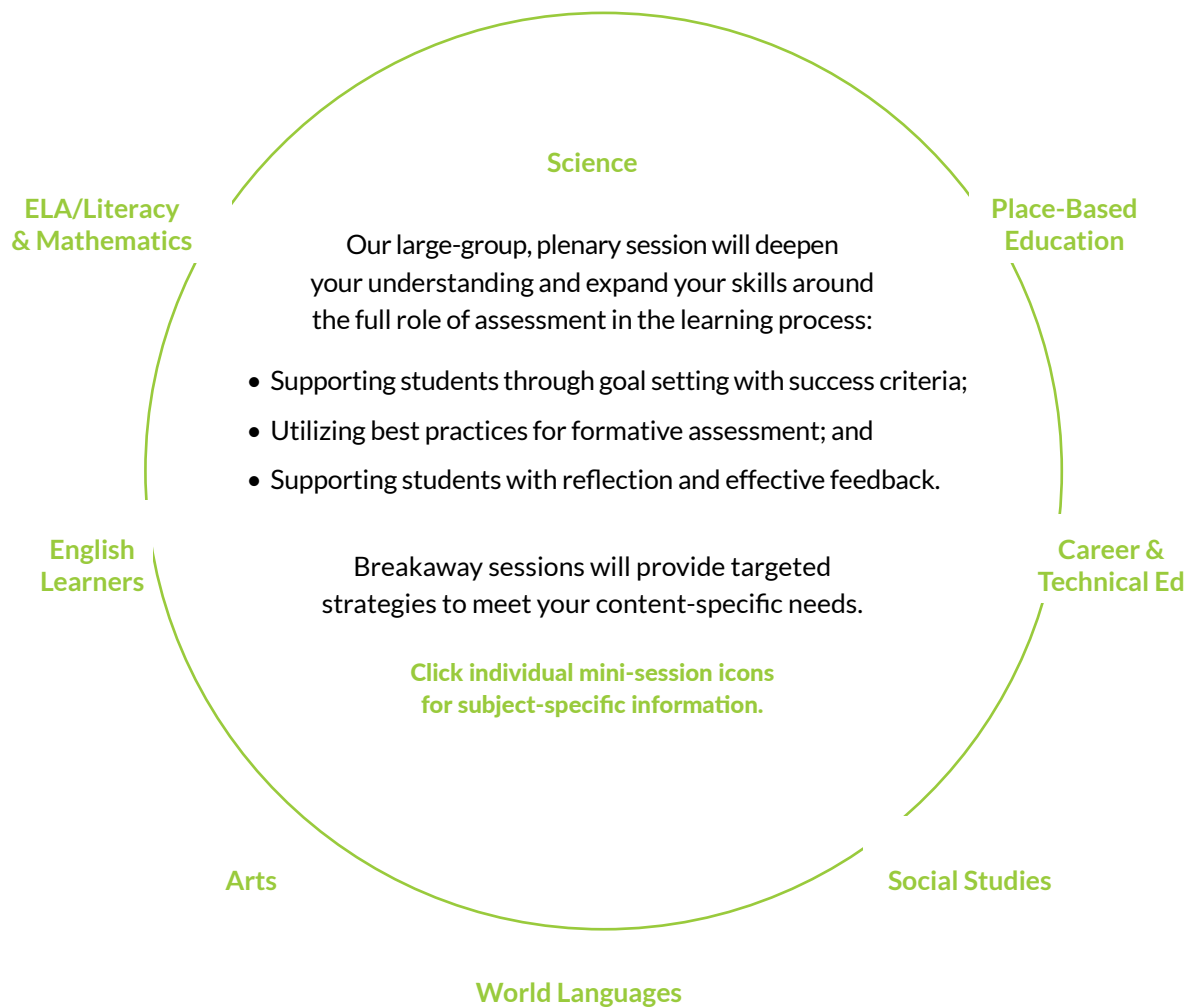 Science
ELA/Literacy
& Mathematics
Place-Based
Education
Our large-group, plenary session will deepen
your understanding and expand your skills around
the full role of assessment in the learning process:
• Supporting students through goal setting with success criteria;
• Utilizing best practices for formative assessment; and
• Supporting students with reflection and effective feedback.
English
Learners
Career &
Technical Ed
Breakaway sessions will provide targeted
strategies to meet your content-specific needs.
Click individual mini-session icons
for subject-specific information.
Arts
Social Studies
World Languages